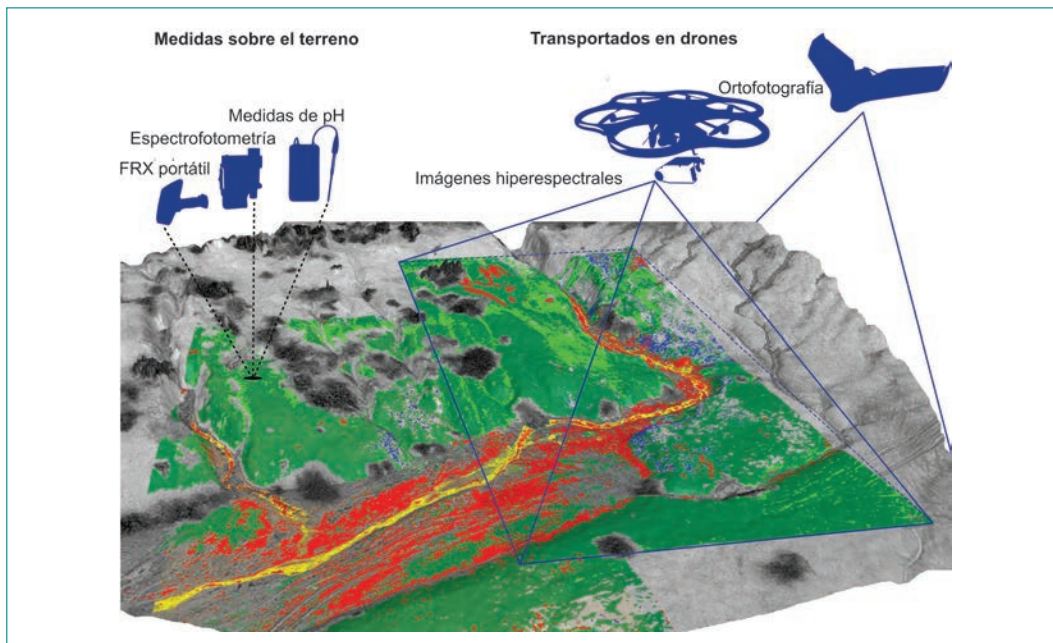 Medidas sobre el terreno
Transportados en drones
Ortofotografía
Medidas de pH
Espectrofotometría
FRX portátil
Imágenes hiperespectrales